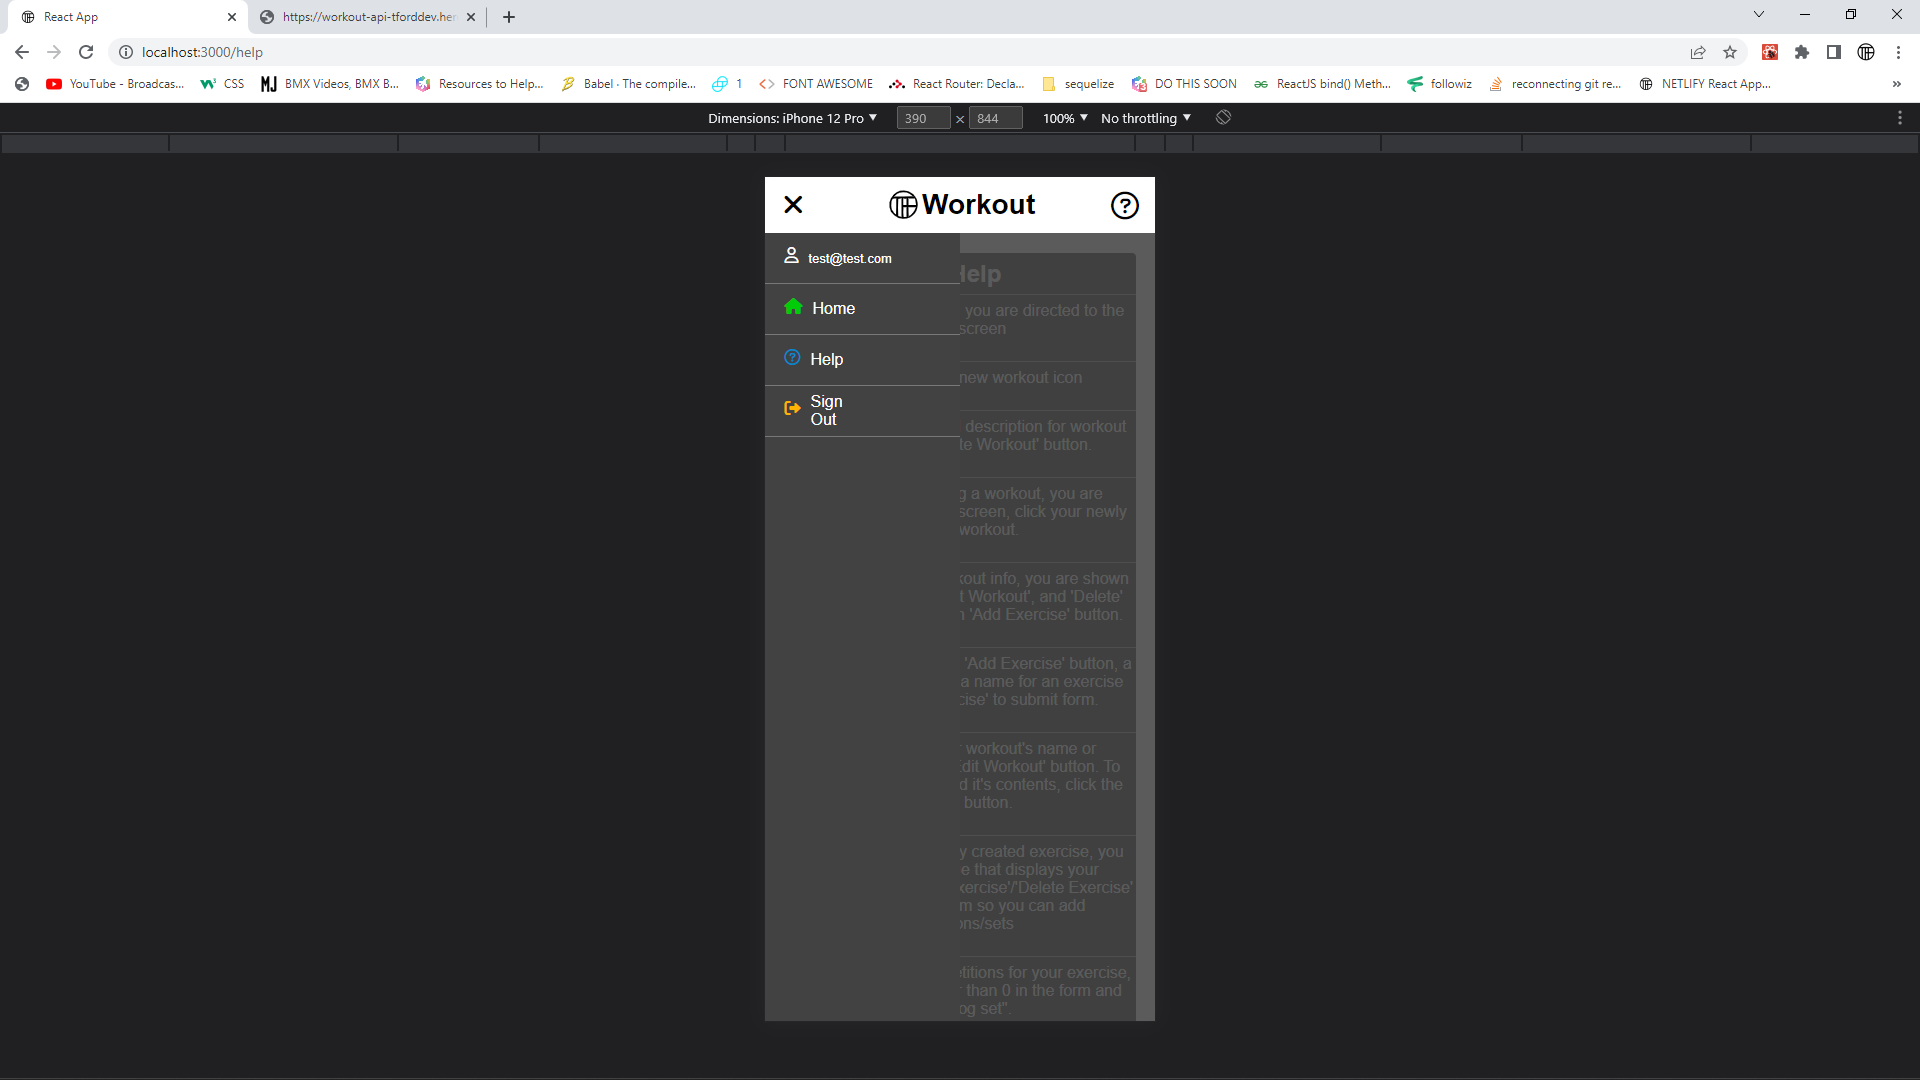 React App
https://workout-api-tforddev.her
localhost:3000/help
YouTube - Broadcas...
CSS
BMX Videos, BMX B...
Resources to Help...
Babel · The compile...
1
FONT AWESOME
React Router: Decla...
sequelize
DO THIS SOON
ReactJS bind() Meth...
followiz
reconnecting git re...
NETLIFY React App...
»
Dimensions: iPhone 12 Pro
390 × 844
100%
No throttling
Workout
test@test.com
Home
Help
Sign
Out
Help
you are directed to the
screen
new workout icon
description for workout
te Workout' button.
g a workout, you are
screen, click your newly
workout.
kout info, you are shown
t Workout', and 'Delete'
n 'Add Exercise' button.
'Add Exercise' button, a
a name for an exercise
cise' to submit form.
r workout's name or
Edit Workout' button. To
d it's contents, click the
button.
y created exercise, you
e that displays your
xercise'/'Delete Exercise'
m so you can add
ons/sets
etitions for your exercise,
r than 0 in the form and
og set".